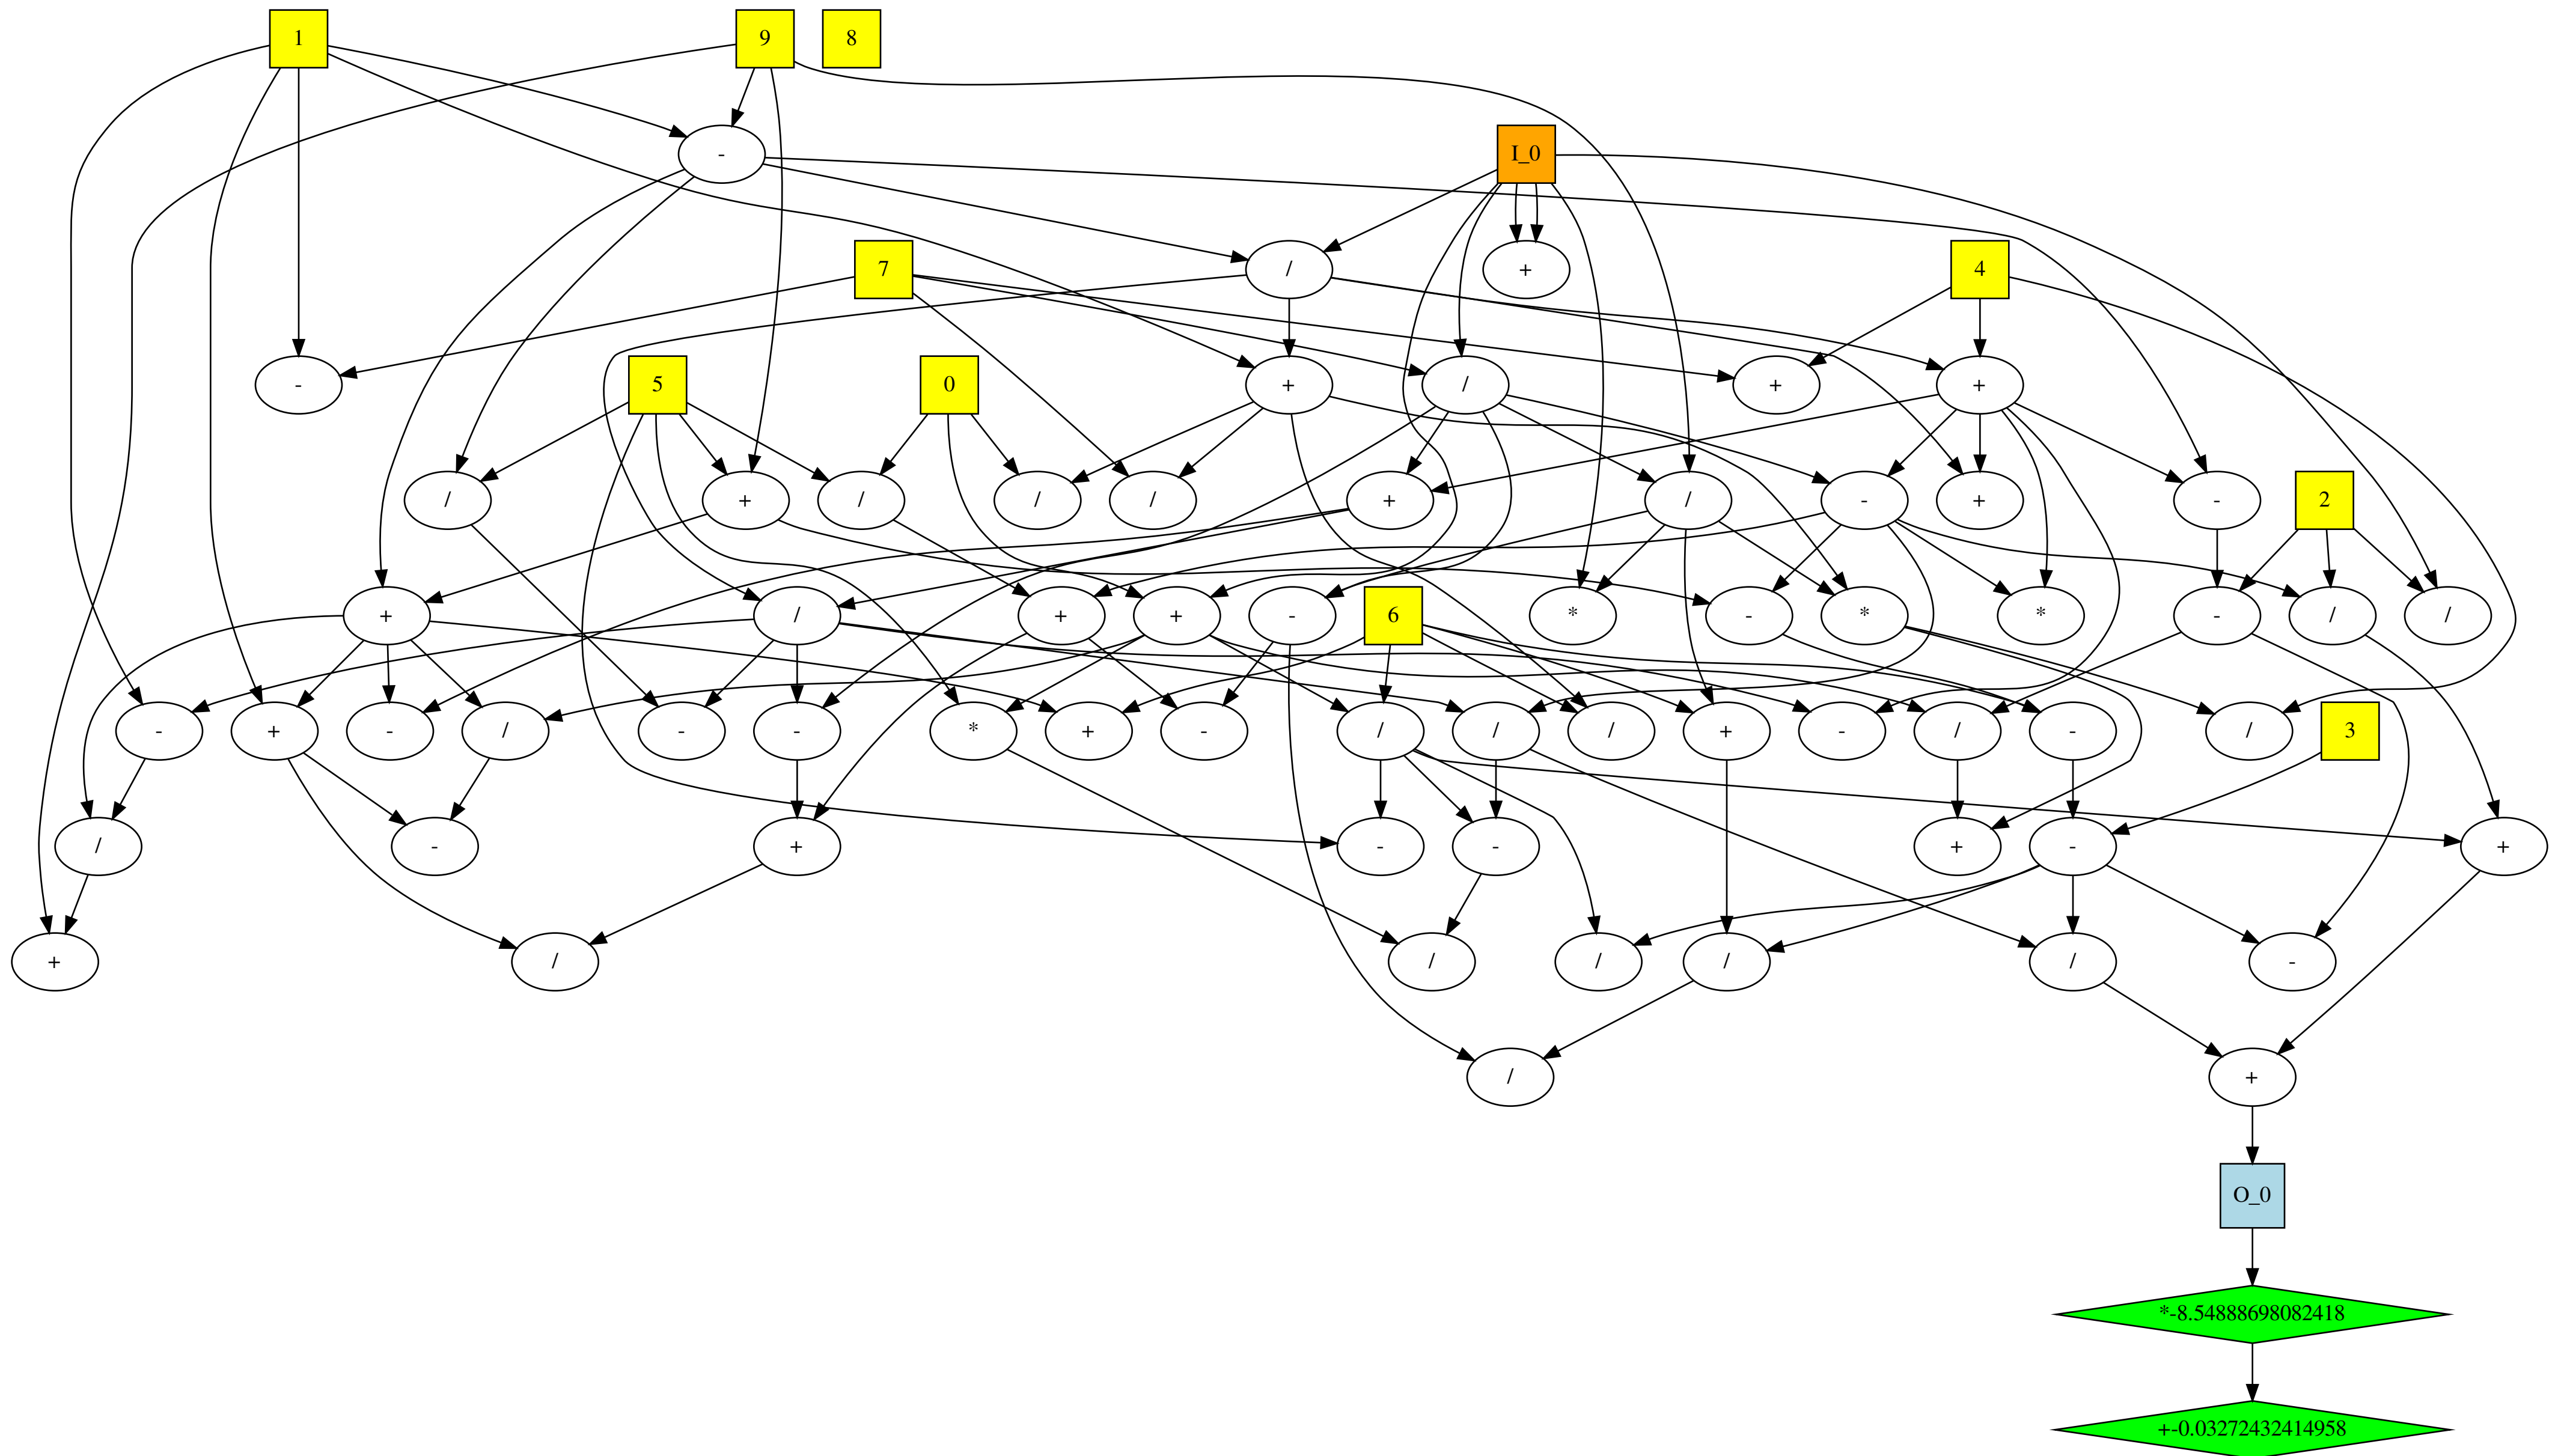 1 9 8
- I_0
7 / + 4
- 5 0 + / + +
/ + / / / + / - + - 2
+ / + + - 6 * - * * - / /
- + - / - - * + - / / / + - / - / 3
/ - + - - + - +
+ / / / / / -
/ +
O_0
*-8.54888698082418
+-0.03272432414958